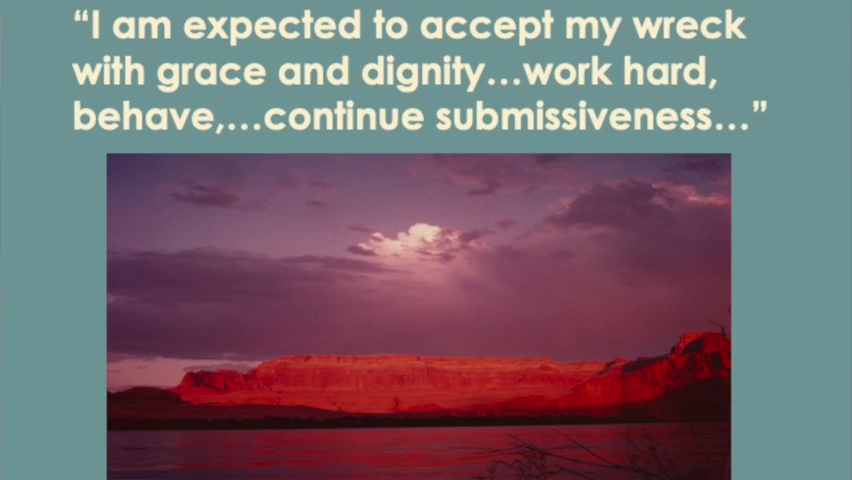 “I am expected to accept my wreck
with grace and dignity…work hard,
behave,…continue submissiveness…”